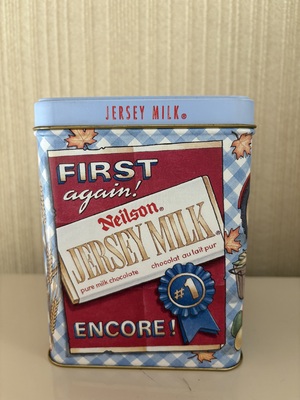 JERSEY MILK®
FIRST
again!
Neilson®
JERSEY MILK®
pure milk chocolate chocolat au lait pur
#1
ENCORE!